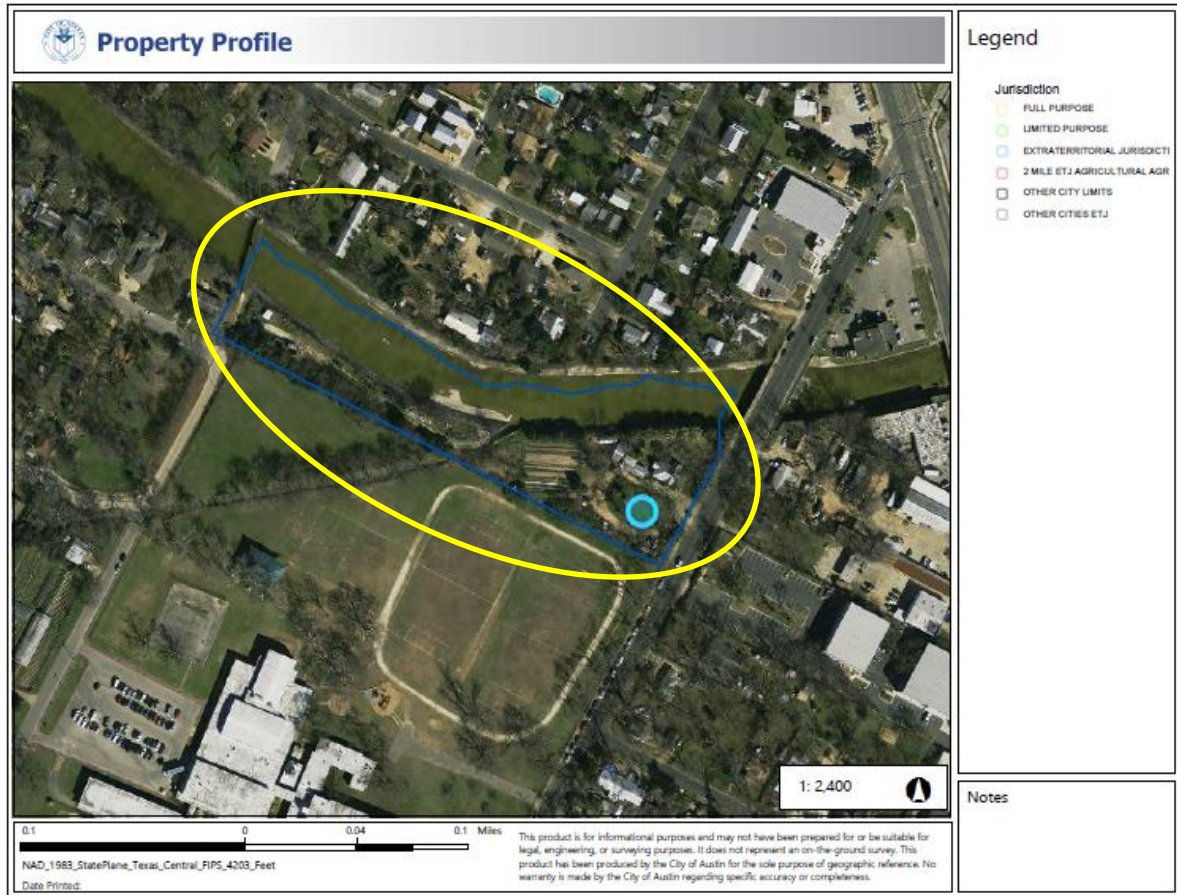 Property Profile
Legend
Jurisdiction
FULL PURPOSE
LIMITED PURPOSE
EXTRATERRITORIAL JURISDICTI
2 MILE ETJ AGRICULTURAL AGR
OTHER CITY LIMITS
OTHER CITIES ETJ
1: 2,400
Notes
0.1 0 0.04 0.1 Miles
NAD_1983_StatePlane_Texas_Central_FIPS_4203_Feet
Date Printed:
This product is for informational purposes and may not have been prepared for or be suitable for
legal, engineering, or surveying purposes. It does not represent an on-the-ground survey. This
product has been produced by the City of Austin for the sole purpose of geographic reference. No
warranty is made by the City of Austin regarding specific accuracy or completeness.